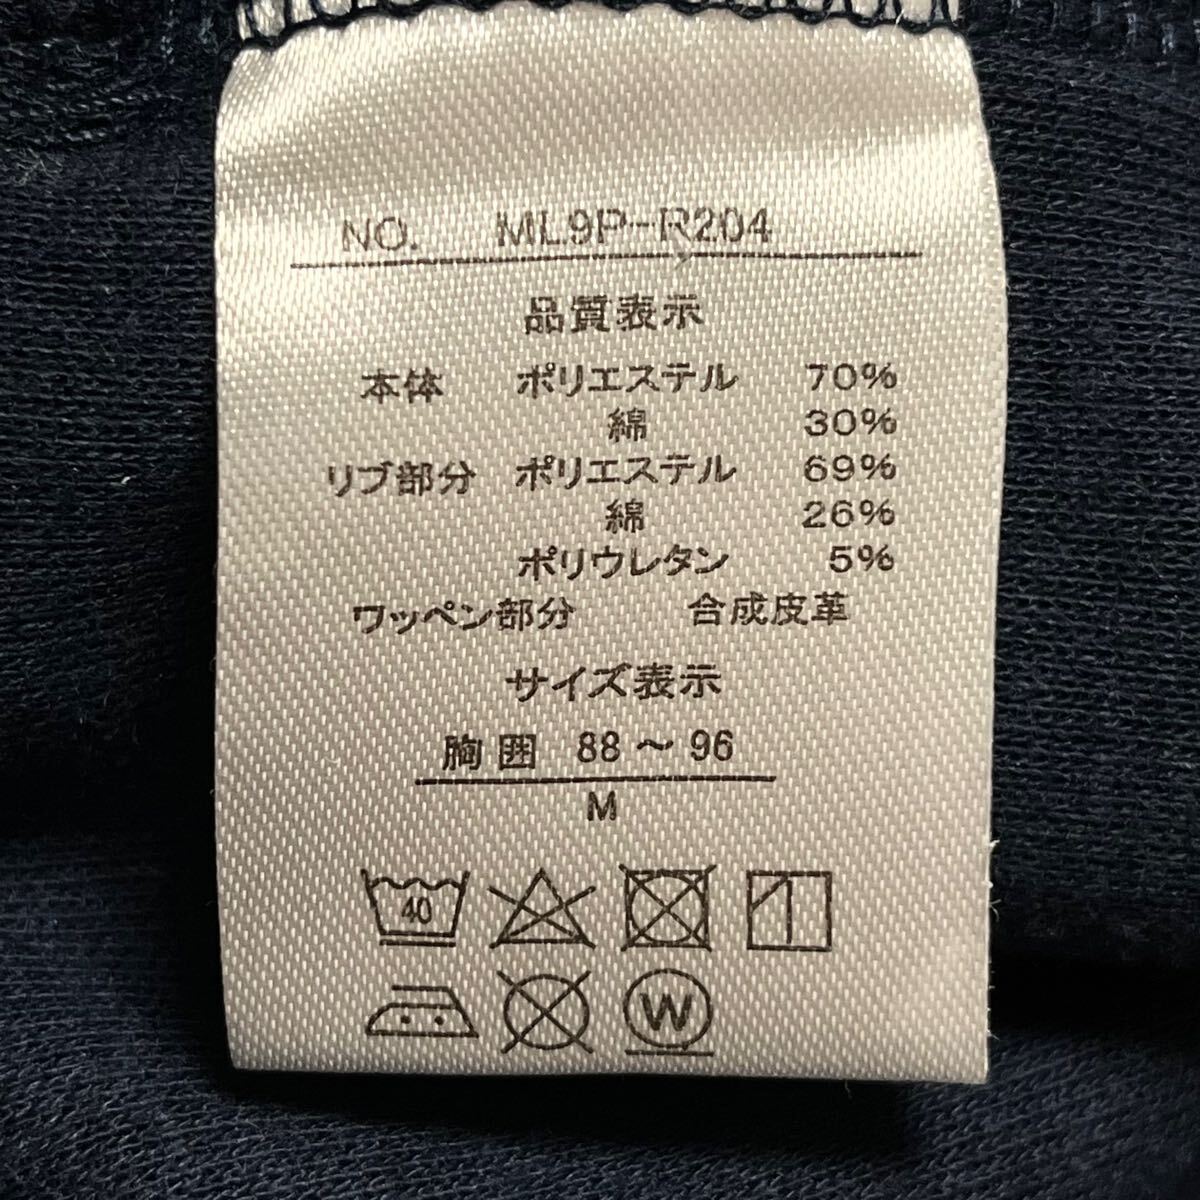 NO. ML9P-R204
品質表示
本体 ポリエステル 70%
綿 30%
リブ部分 ポリエステル 69%
綿 26%
ポリウレタン 5%
ワッペン部分 合成皮革
サイズ表示
胸囲 88～96
M
40
W